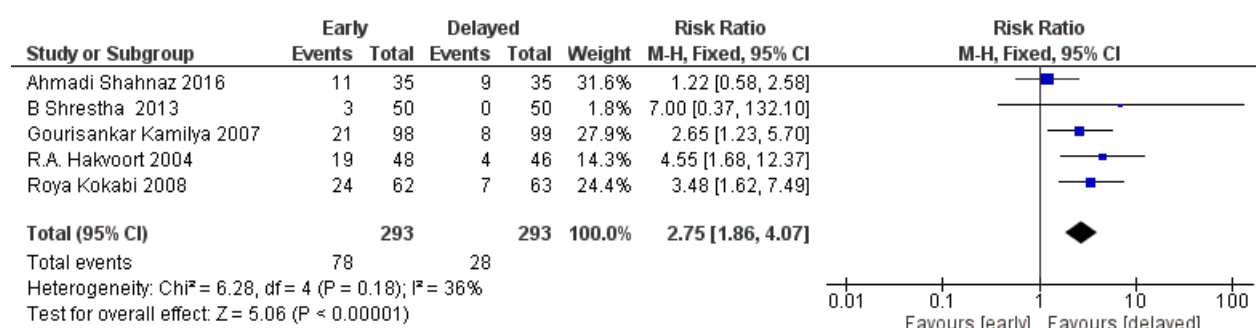 Early Delayed Risk Ratio Risk Ratio
Study or Subgroup Events Total Events Total Weight M-H, Fixed, 95% CI M-H, Fixed, 95% CI
Ahmadi Shahnaz 2016 11 35 9 35 31.6% 1.22 [0.58, 2.58]
B Shrestha 2013 3 50 0 50 1.8% 7.00 [0.37, 132.10]
Gourisankar Kamilya 2007 21 98 8 99 27.9% 2.65 [1.23, 5.70]
R.A. Hakvoort 2004 19 48 4 46 14.3% 4.55 [1.68, 12.37]
Roya Kokabi 2008 24 62 7 63 24.4% 3.48 [1.62, 7.49]
Total (95% CI) 293 293 100.0% 2.75 [1.86, 4.07]
Total events 78 28
Heterogeneity: Chi² = 6.28, df = 4 (P = 0.18); I² = 36%
0.01 0.1 1 10 100
Test for overall effect: Z = 5.06 (P < 0.00001)
Favours [early] Favours [delayed]